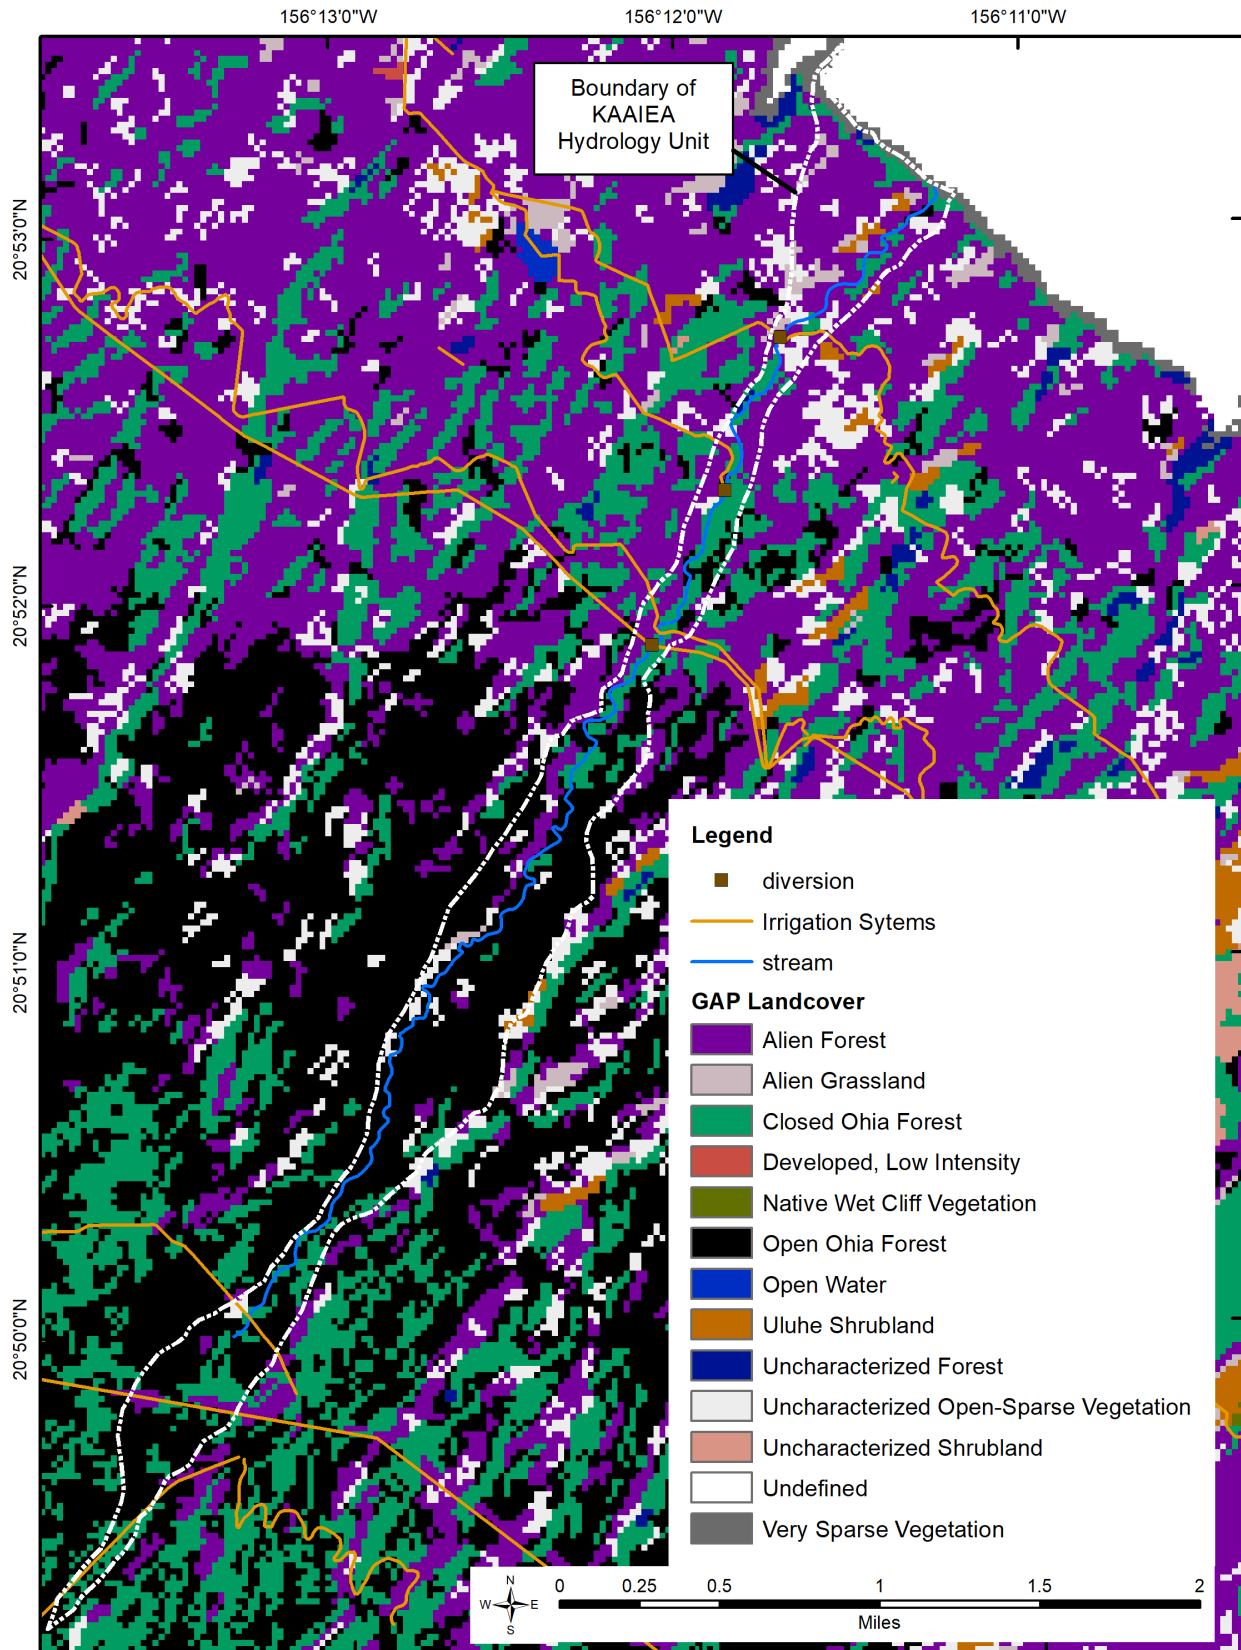 156°13'0"W
156°12'0"W
156°11'0"W
Boundary of
KAAIEA
Hydrology Unit
20°53'0"N
20°52'0"N
20°51'0"N
20°50'0"N
Legend
diversion
Irrigation Sytems
stream
GAP Landcover
Alien Forest
Alien Grassland
Closed Ohia Forest
Developed, Low Intensity
Native Wet Cliff Vegetation
Open Ohia Forest
Open Water
Uluhe Shrubland
Uncharacterized Forest
Uncharacterized Open-Sparse Vegetation
Uncharacterized Shrubland
Undefined
Very Sparse Vegetation
N
W E
S
0 0.25 0.5 1 1.5 2
Miles